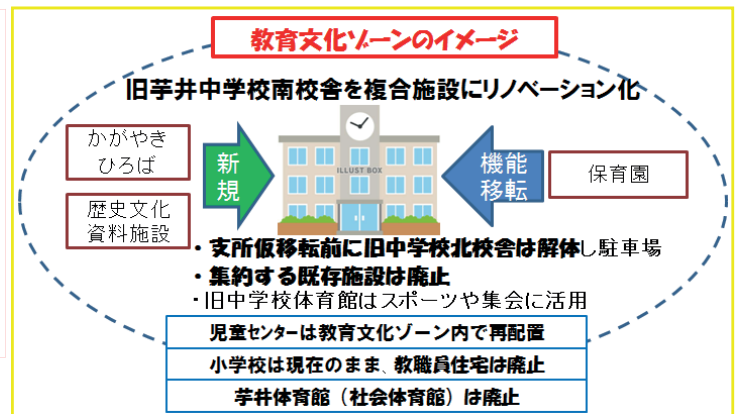 教育文化ゾーンのイメージ
旧芋井中学校南校舎を複合施設にリノベーション化
かがやき
ひろば
歴史文化
資料施設
新
規
ILLUST BOX
機能
移転
保育園
・支所仮移転前に旧中学校北校舎は解体し駐車場
・集約する既存施設は廃止
・旧中学校体育館はスポーツや集会に活用
児童センターは教育文化ゾーン内で再配置
小学校は現在のまま、教職員住宅は廃止
芋井体育館（社会体育館）は廃止